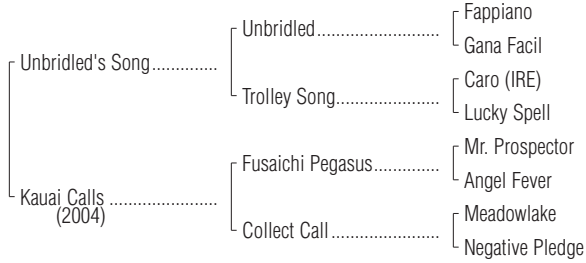 Fappiano
Unbridled...........................
Gana Facil
Unbridled's Song..............
Caro (IRE)
Trolley Song.......................
Lucky Spell
Mr. Prospector
Fusaichi Pegasus..............
Angel Fever
Kauai Calls .......................
(2004)
Meadowlake
Collect Call........................
Negative Pledge